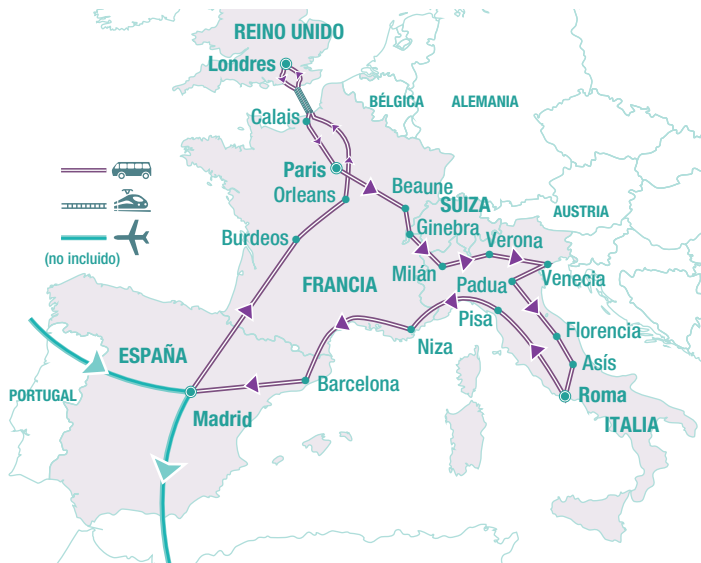 REINO UNIDO
Londres
BÉLGICA
ALEMANIA
Calais
Paris
Orleans
Beaune
SUIZA
AUSTRIA
Ginebra
Verona
Burdeos
(no incluido)
Milán
Padua
Venecia
FRANCIA
Pisa
Florencia
Niza
ESPAÑA
Asís
Barcelona
PORTUGAL
Roma
Madrid
ITALIA